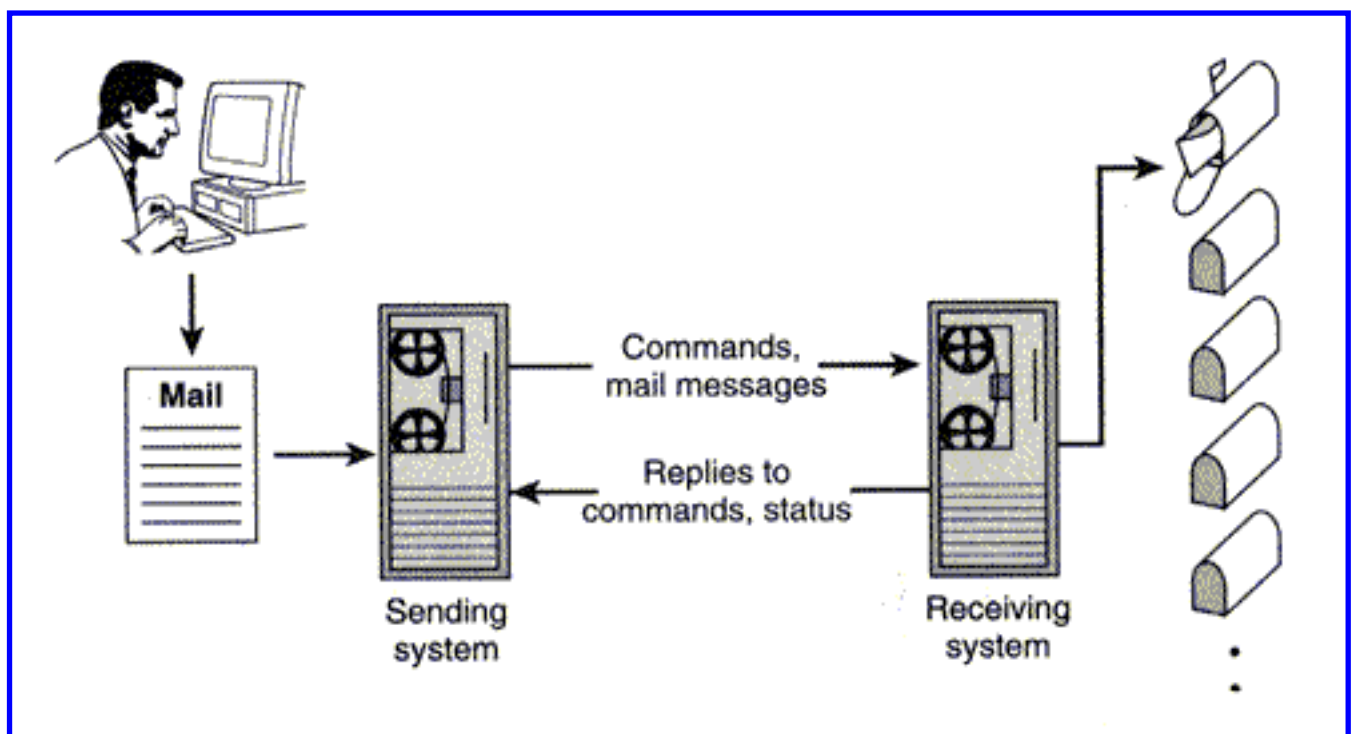 Mail
Commands,
mail messages
Replies to
commands, status
Sending
system
Receiving
system